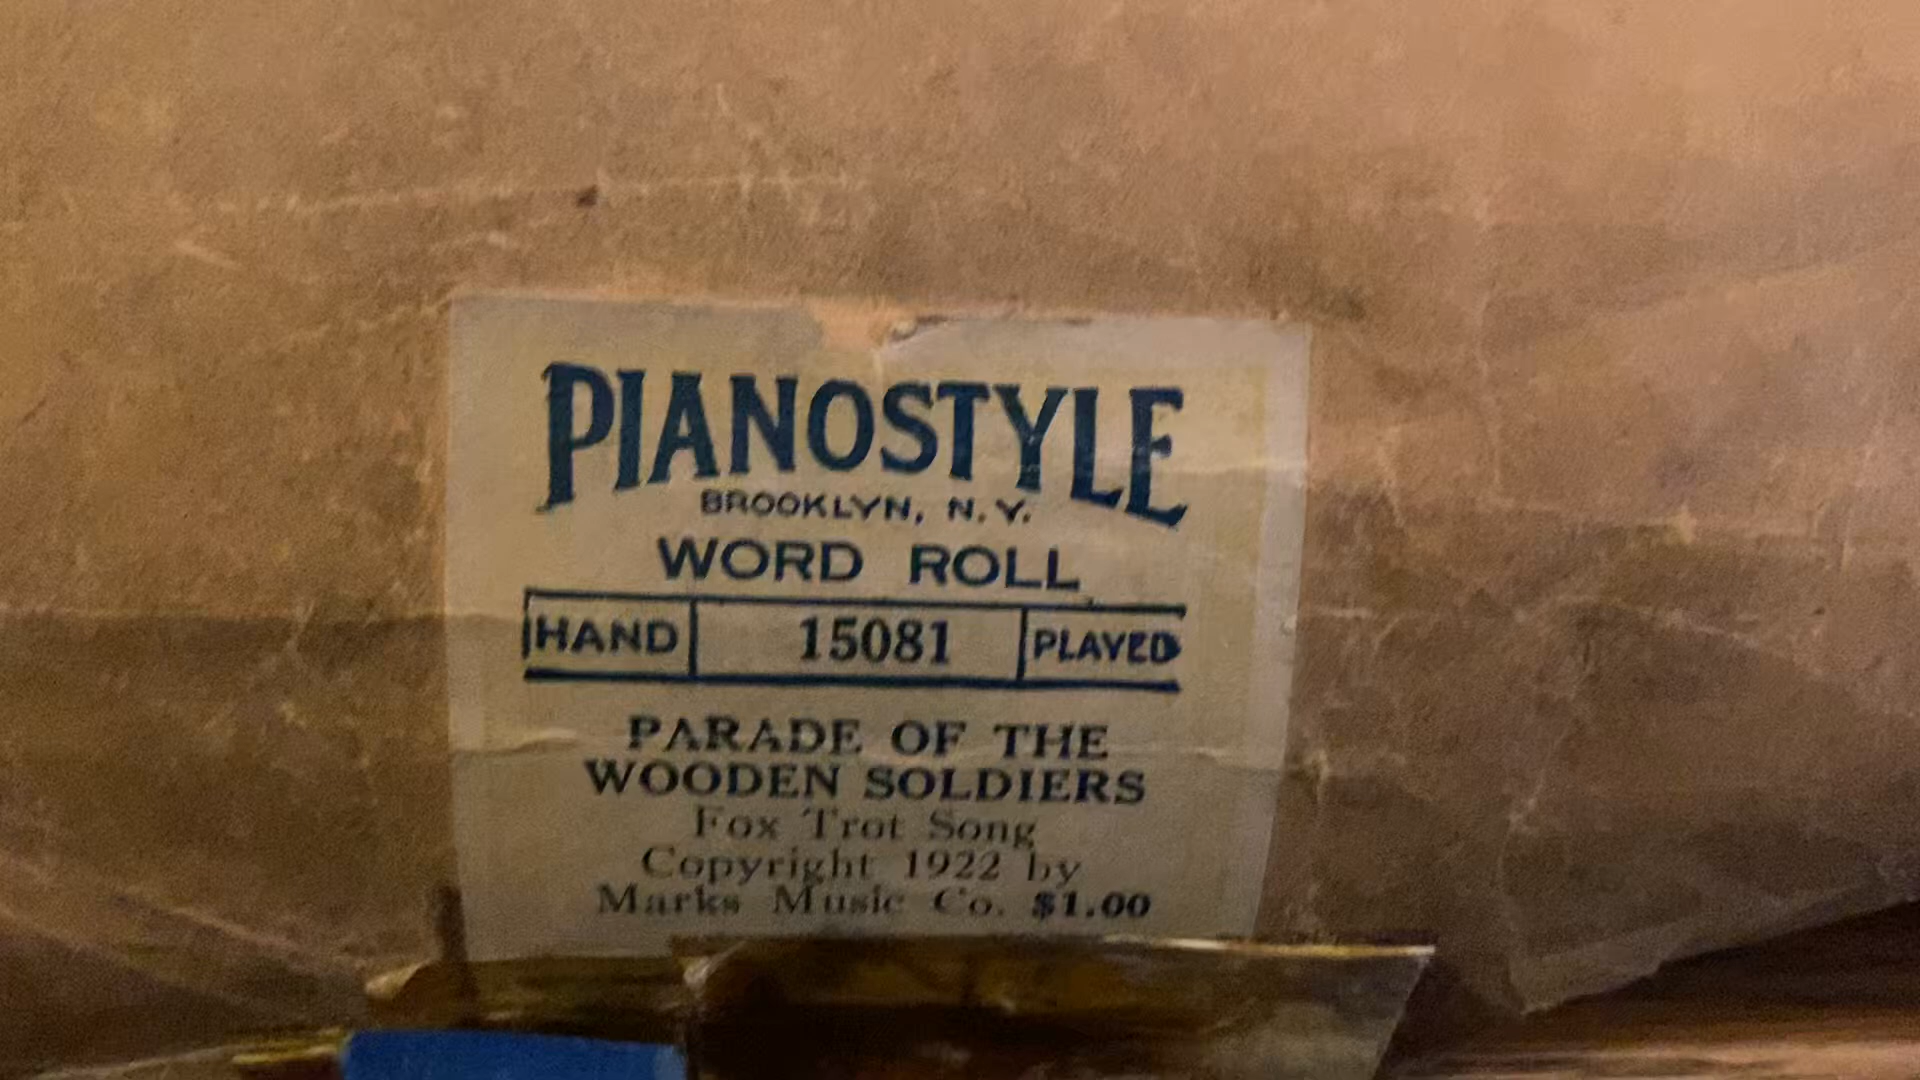 PIANOSTYLE
BROOKLYN, N.Y.
WORD ROLL
HAND 15081 PLAYED
PARADE OF THE
WOODEN SOLDIERS
Fox Trot Song
Copyright 1922 by
Marks Music Co. $1.00